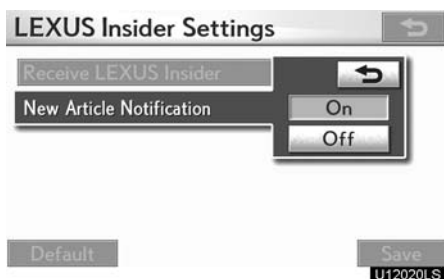 LEXUS Insider Settings
Receive LEXUS Insider
New Article Notification
On
Off
Default
Save
U12020LS